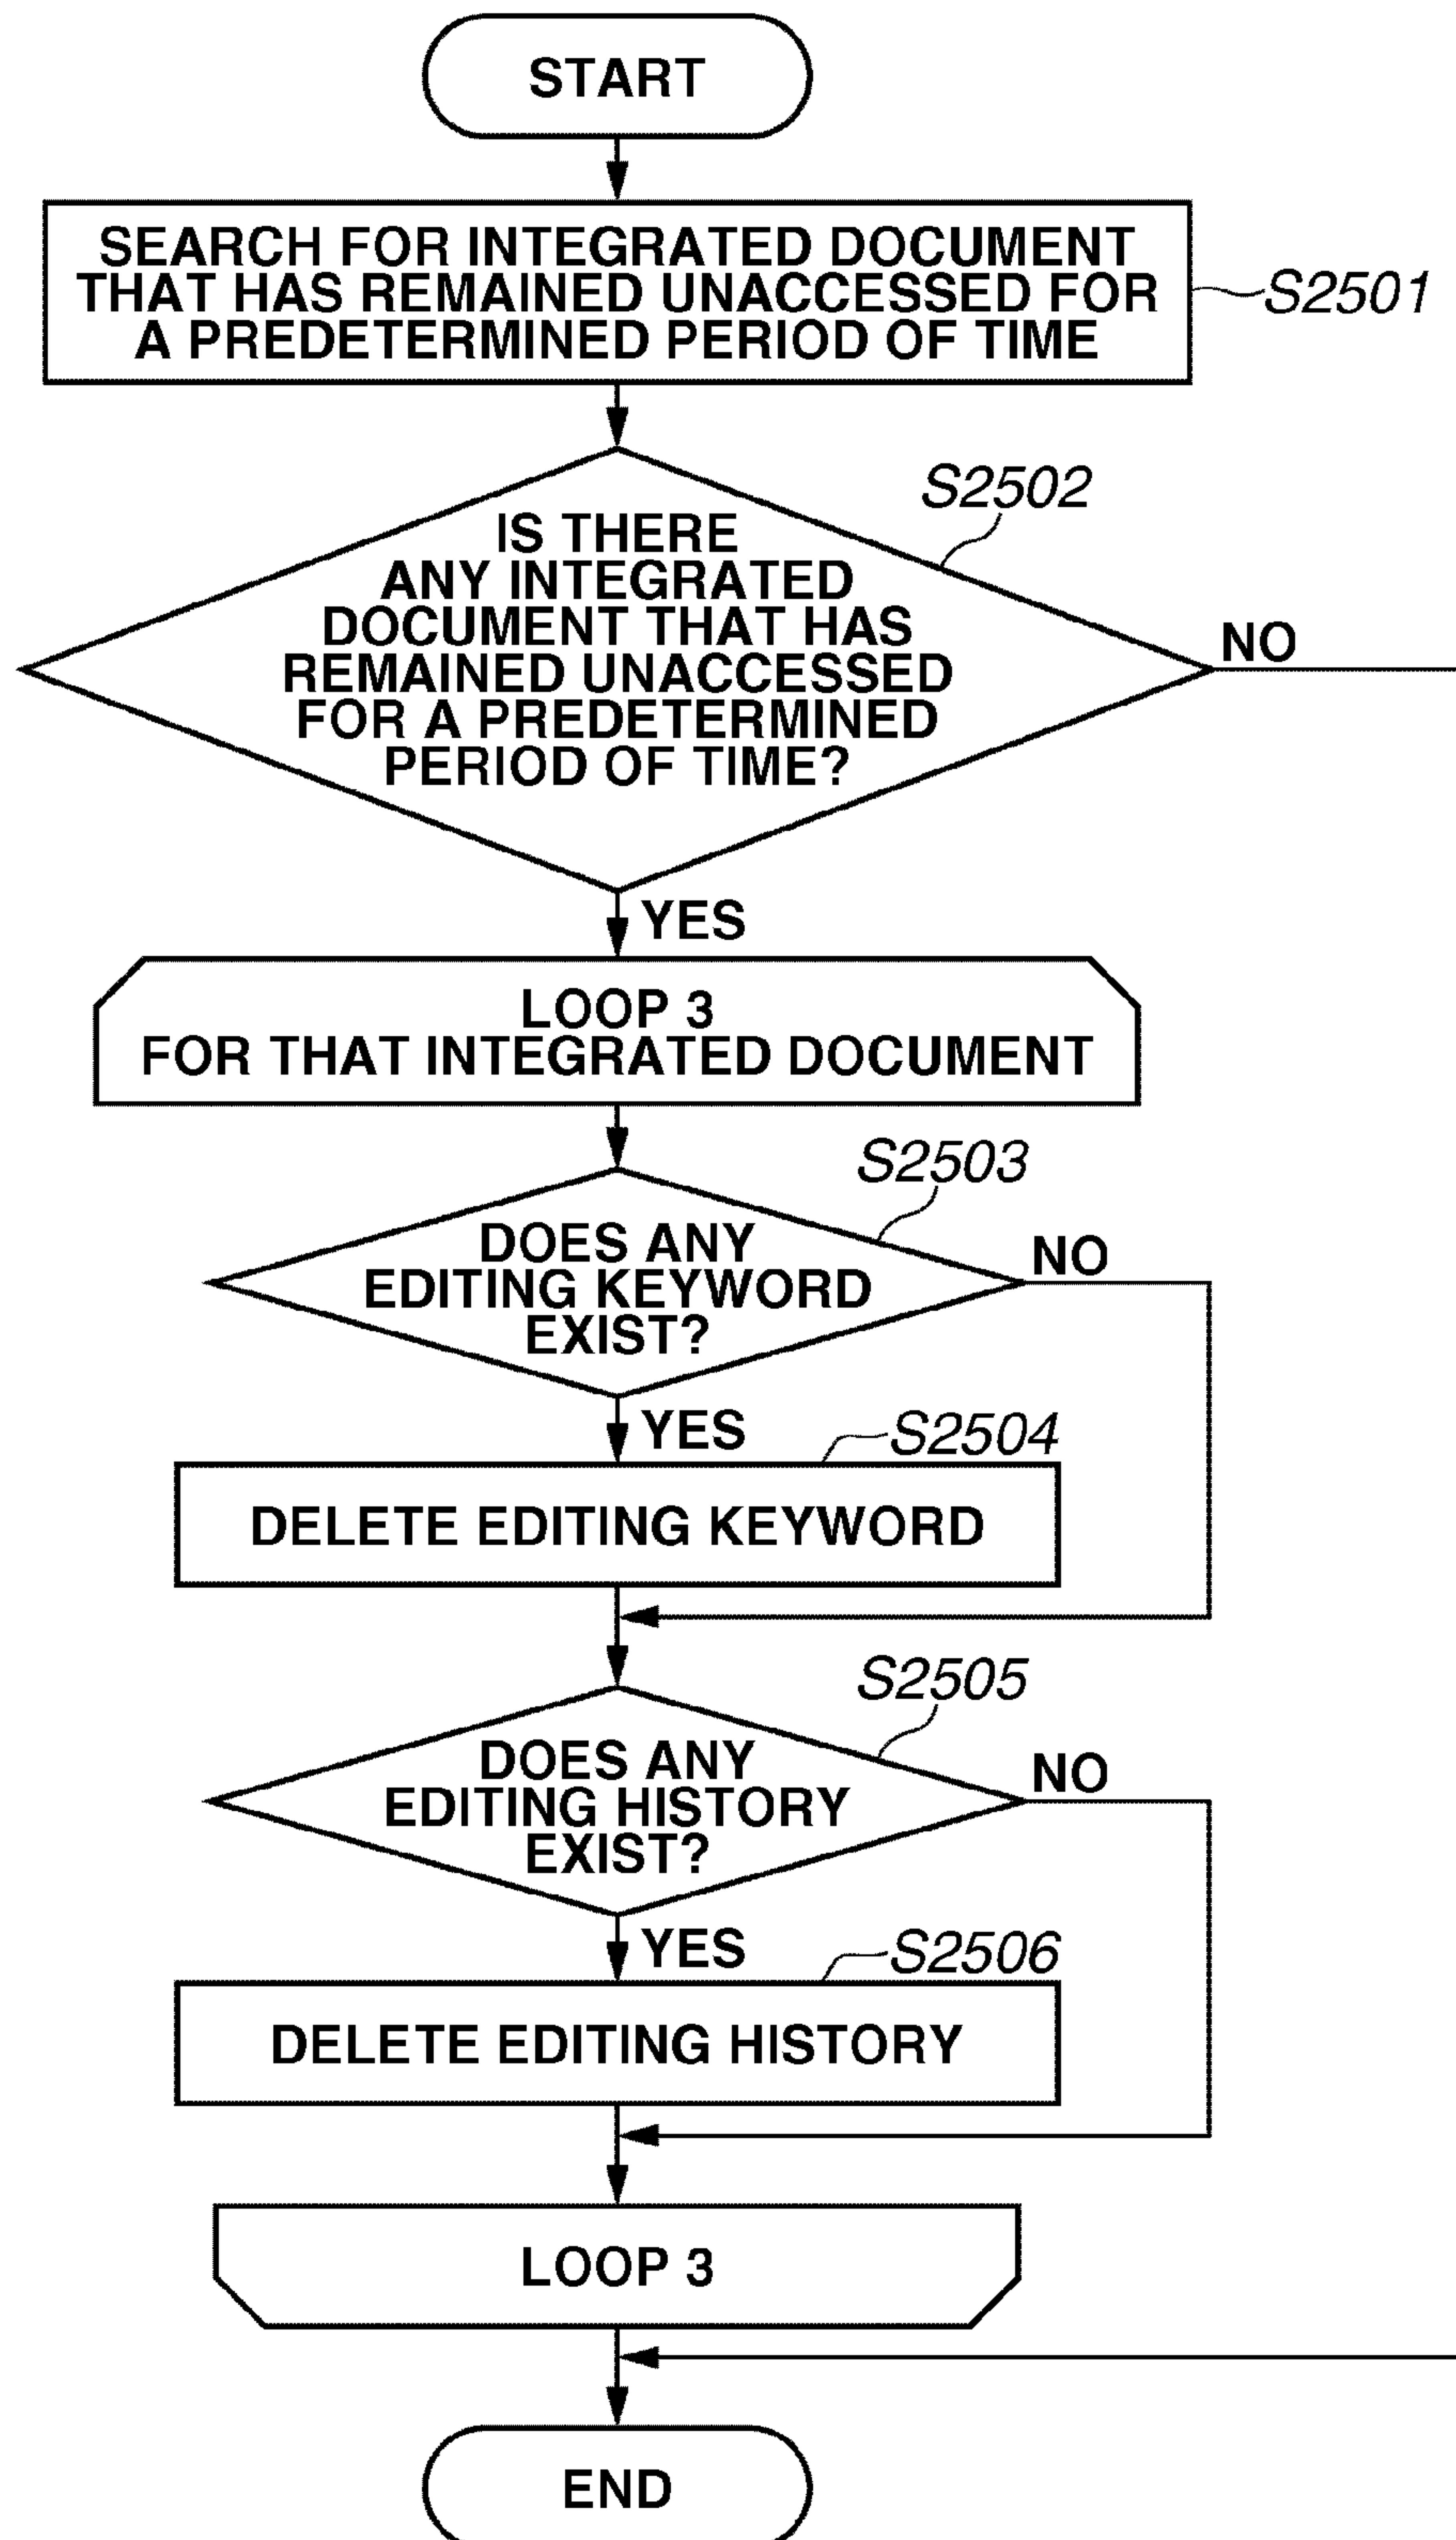 START
SEARCH FOR INTEGRATED DOCUMENT
THAT HAS REMAINED UNACCESSED FOR
A PREDETERMINED PERIOD OF TIME
S2501
S2502
IS THERE
ANY INTEGRATED
DOCUMENT THAT HAS
REMAINED UNACCESSED
FOR A PREDETERMINED
PERIOD OF TIME?
NO
YES
LOOP 3
FOR THAT INTEGRATED DOCUMENT
S2503
DOES ANY
EDITING KEYWORD
EXIST?
NO
YES
S2504
DELETE EDITING KEYWORD
S2505
DOES ANY
EDITING HISTORY
EXIST?
NO
YES
S2506
DELETE EDITING HISTORY
LOOP 3
END